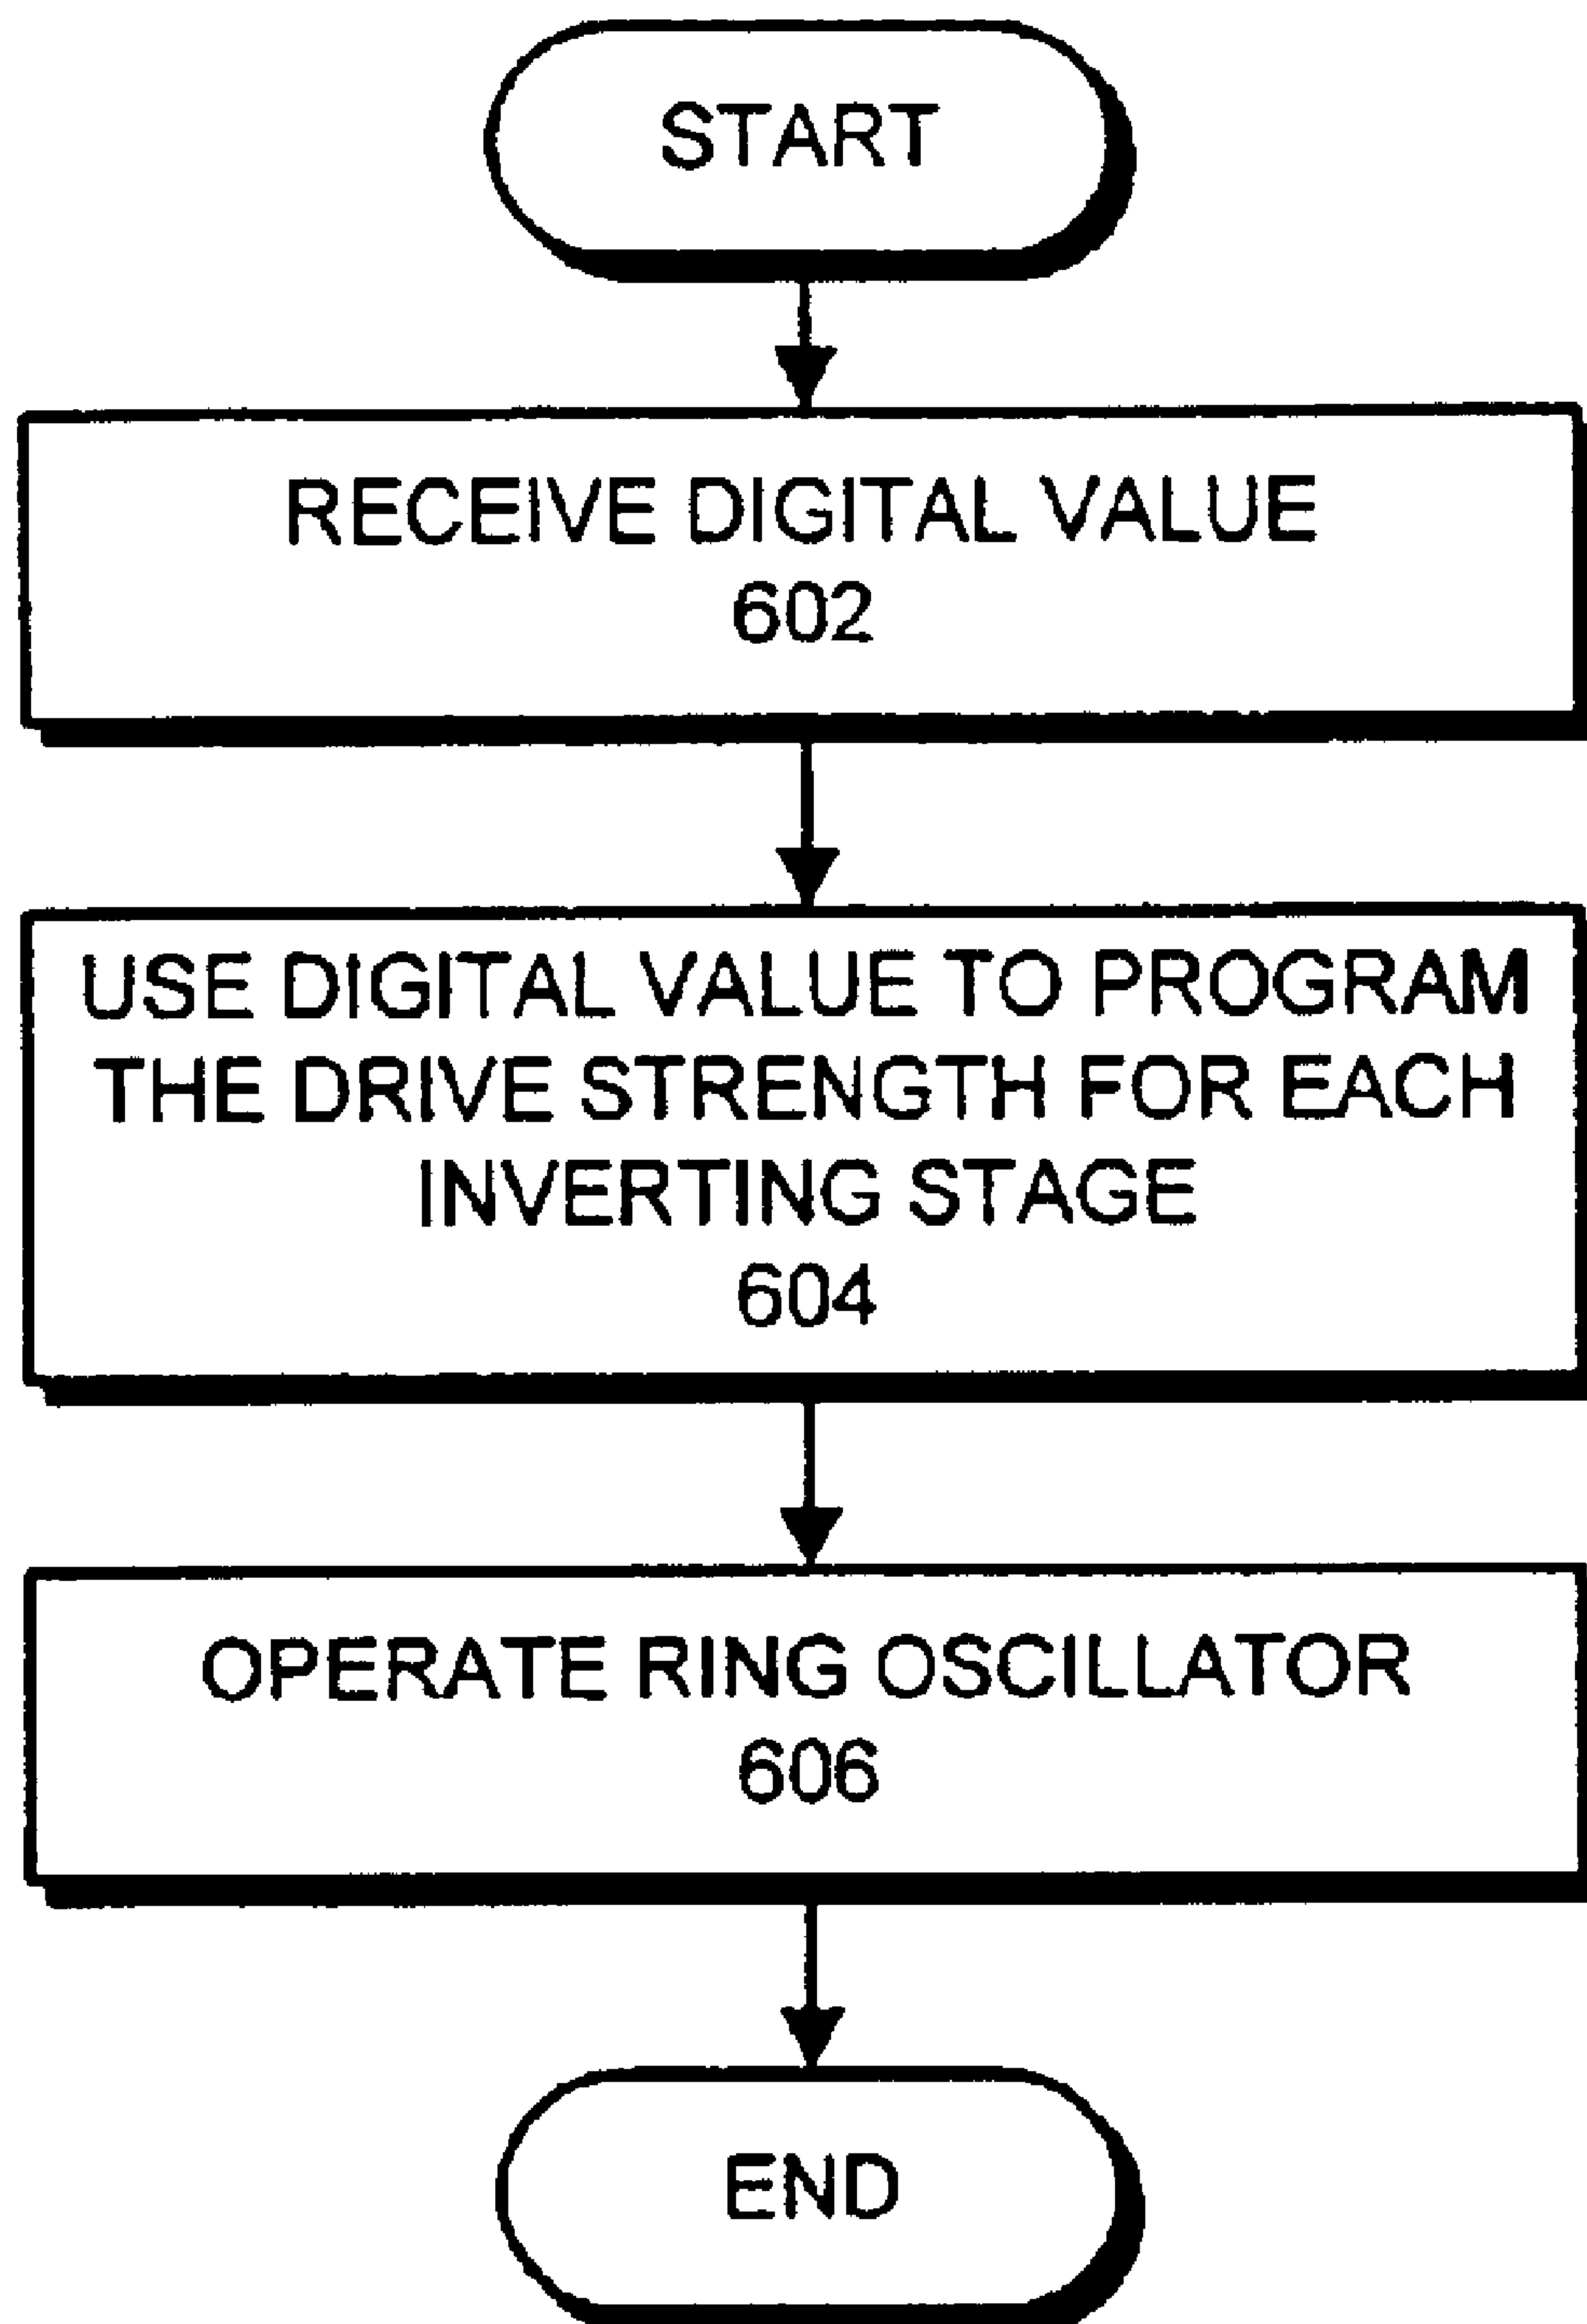 START
RECEIVE DIGITAL VALUE
602
USE DIGITAL VALUE TO PROGRAM
THE DRIVE STRENGTH FOR EACH
INVERTING STAGE
604
OPERATE RING OSCILLATOR
606
END